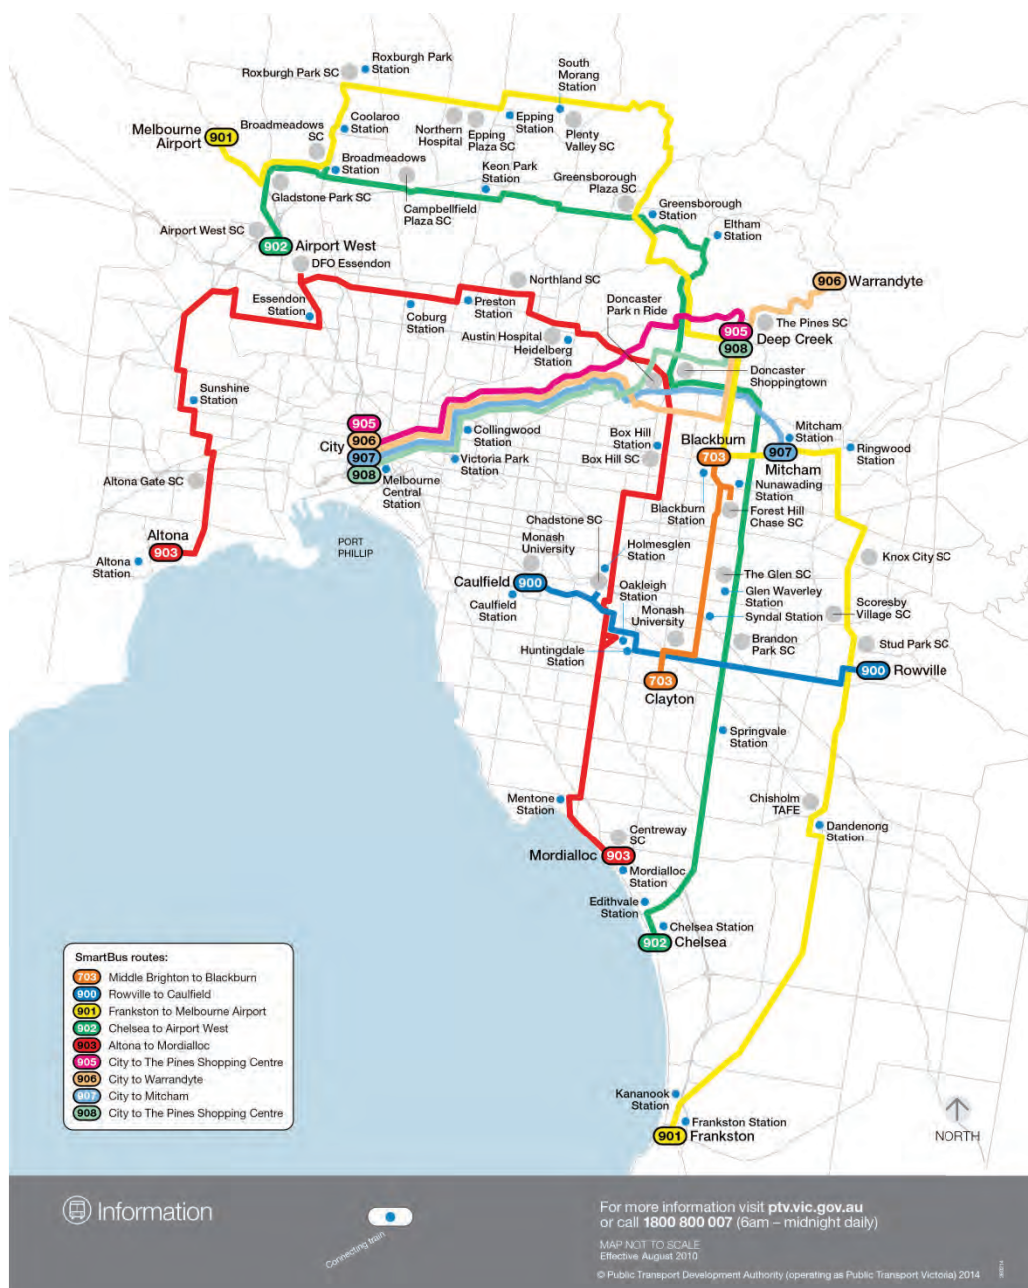 Roxburgh Park SC
Roxburgh Park
Station
South
Morang
Station
Melbourne
Airport
901
Broadmeadows
SC
Coolaroo
Station
Northern
Hospital
Epping
Plaza SC
Epping
Station
Plenty
Valley SC
Broadmeadows
Station
Keon Park
Station
Greensborough
Plaza SC
Gladstone Park SC
Campbellfield
Plaza SC
Greensborough
Station
Eltham
Station
Airport West SC
902 Airport West
DFO Essendon
Northland SC
906 Warrandyte
Essendon
Station
Coburg
Station
Preston
Station
Doncaster
Park n Ride
905
The Pines SC
Deep Creek
908
Austin Hospital
Heidelberg
Station
Doncaster
Shoppingtown
Sunshine
Station
905
City 906
907
908
Collingwood
Station
Victoria Park
Station
Melbourne
Central
Station
Box Hill
Station
Box Hill SC
Blackburn
703
Mitcham
Station
907
Mitcham
Ringwood
Station
Nunawading
Station
Altona Gate SC
Blackburn
Station
Forest Hill
Chase SC
Altona
903
Altona
Station
PORT
PHILLIP
Chadstone SC
Monash
University
Holmesglen
Station
Knox City SC
Caulfield 900
Caulfield
Station
Oakleigh
Station
The Glen SC
Glen Waverley
Station
Scoresby
Village SC
Monash
University
Syndal Station
Huntingdale
Station
Brandon
Park SC
Stud Park SC
703
Clayton
900 Rowville
Springvale
Station
Mentone
Station
Chisholm
TAFE
Dandenong
Station
Centreway
SC
Mordialloc 903
Mordialloc
Station
Edithvale
Station
Chelsea Station
902 Chelsea
SmartBus routes:
703 Middle Brighton to Blackburn
900 Rowville to Caulfield
901 Frankston to Melbourne Airport
902 Chelsea to Airport West
903 Altona to Mordialloc
905 City to The Pines Shopping Centre
906 City to Warrandyte
907 City to Mitcham
908 City to The Pines Shopping Centre
Kananook
Station
Frankston Station
901 Frankston
NORTH
Information
Connecting train
For more information visit ptv.vic.gov.au
or call 1800 800 007 (6am – midnight daily)
MAP NOT TO SCALE
Effective August 2010
© Public Transport Development Authority (operating as Public Transport Victoria) 2014